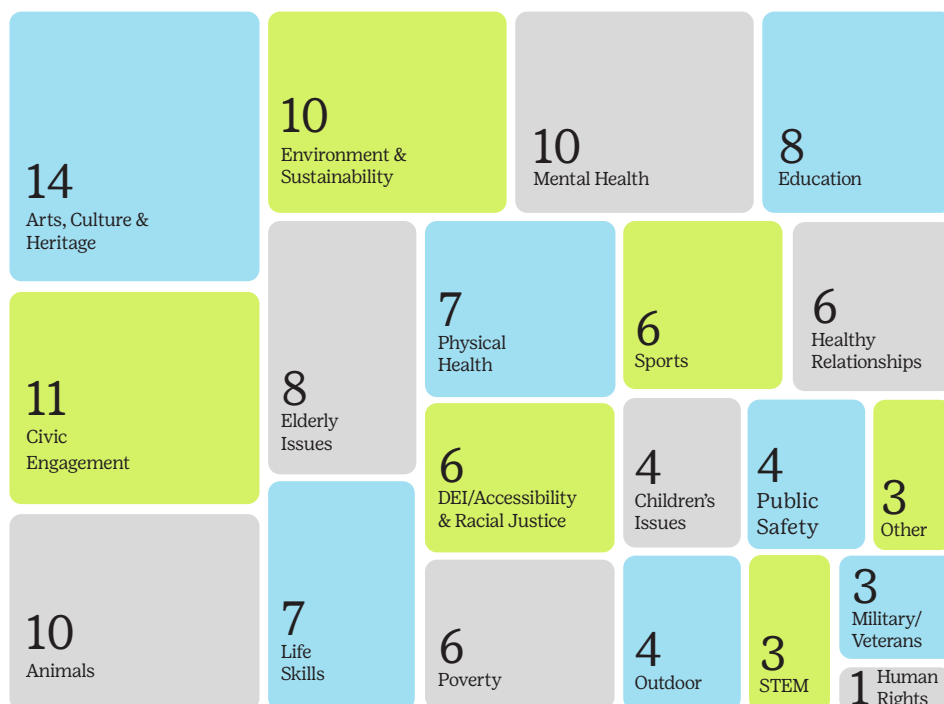 14
Arts, Culture &
Heritage
10
Environment &
Sustainability
10
Mental Health
8
Education
11
Civic
Engagement
8
Elderly
Issues
7
Physical
Health
6
Sports
6
Healthy
Relationships
6
DEI/Accessibility
& Racial Justice
4
Children's
Issues
4
Public
Safety
3
Other
10
Animals
7
Life
Skills
6
Poverty
4
Outdoor
3
STEM
3
Military/
Veterans
1 Human
Rights